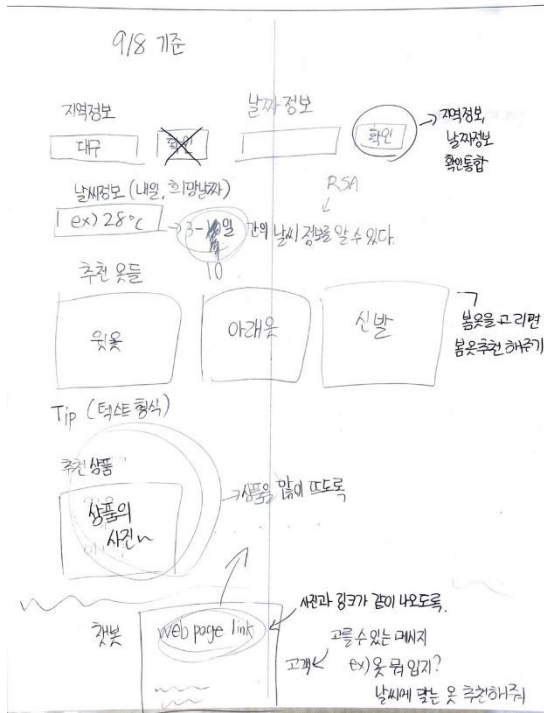 9/8 기준
지역정보
날짜 정보
대구
확인
확인
→ 지역정보,
날짜정보
확인통합
날씨정보 (내일, 희망날짜)
RSA
ex) 28°C
→ 3-10일 간의 날씨 정보를 알 수 있다.
추천 옷들
윗옷
아래옷
신발
봄옷을 고리면
봄옷추천 해주기
Tip (텍스트 형식)
추천상품
상품의
사진~
→ 상품을 많이 뜨도록
챗봇
web page link
사진과 링크가 같이 나오도록.
고를 수 있는 메시지
고객
ex) 옷 뭐 입지?
날씨에 맞는 옷 추천해줘